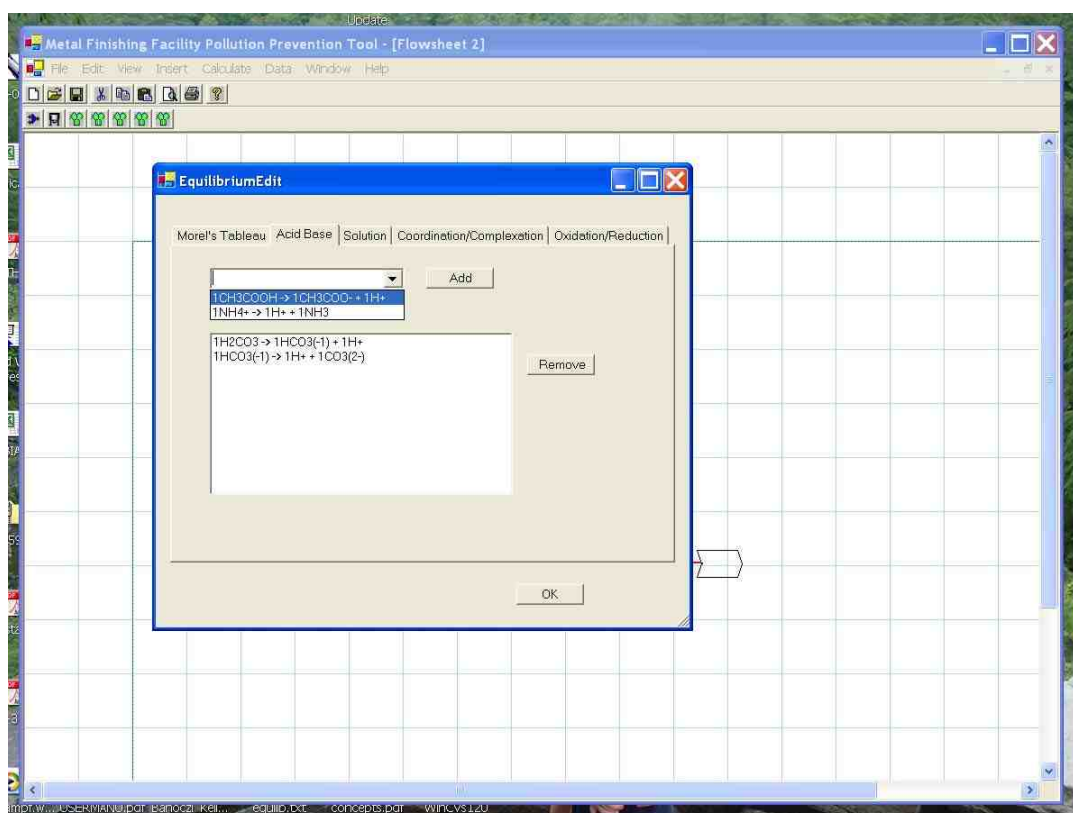 Update
Metal Finishing Facility Pollution Prevention Tool - [Flowsheet 2]
File Edit View Insert Calculate Data Window Help
EquilibriumEdit
Morel's Tableau Acid Base Solution Coordination/Complexation Oxidation/Reduction
Add
1CH3COOH -> 1CH3COO- + 1H+
1NH4+ -> 1H+ + 1NH3
1H2CO3 -> 1HCO3(-1) + 1H+
1HCO3(-1) -> 1H+ + 1CO3(2-)
Remove
OK
USERMANU.pdf Banoczi Kell... equilib.txt concepts.pdf WinCvs120